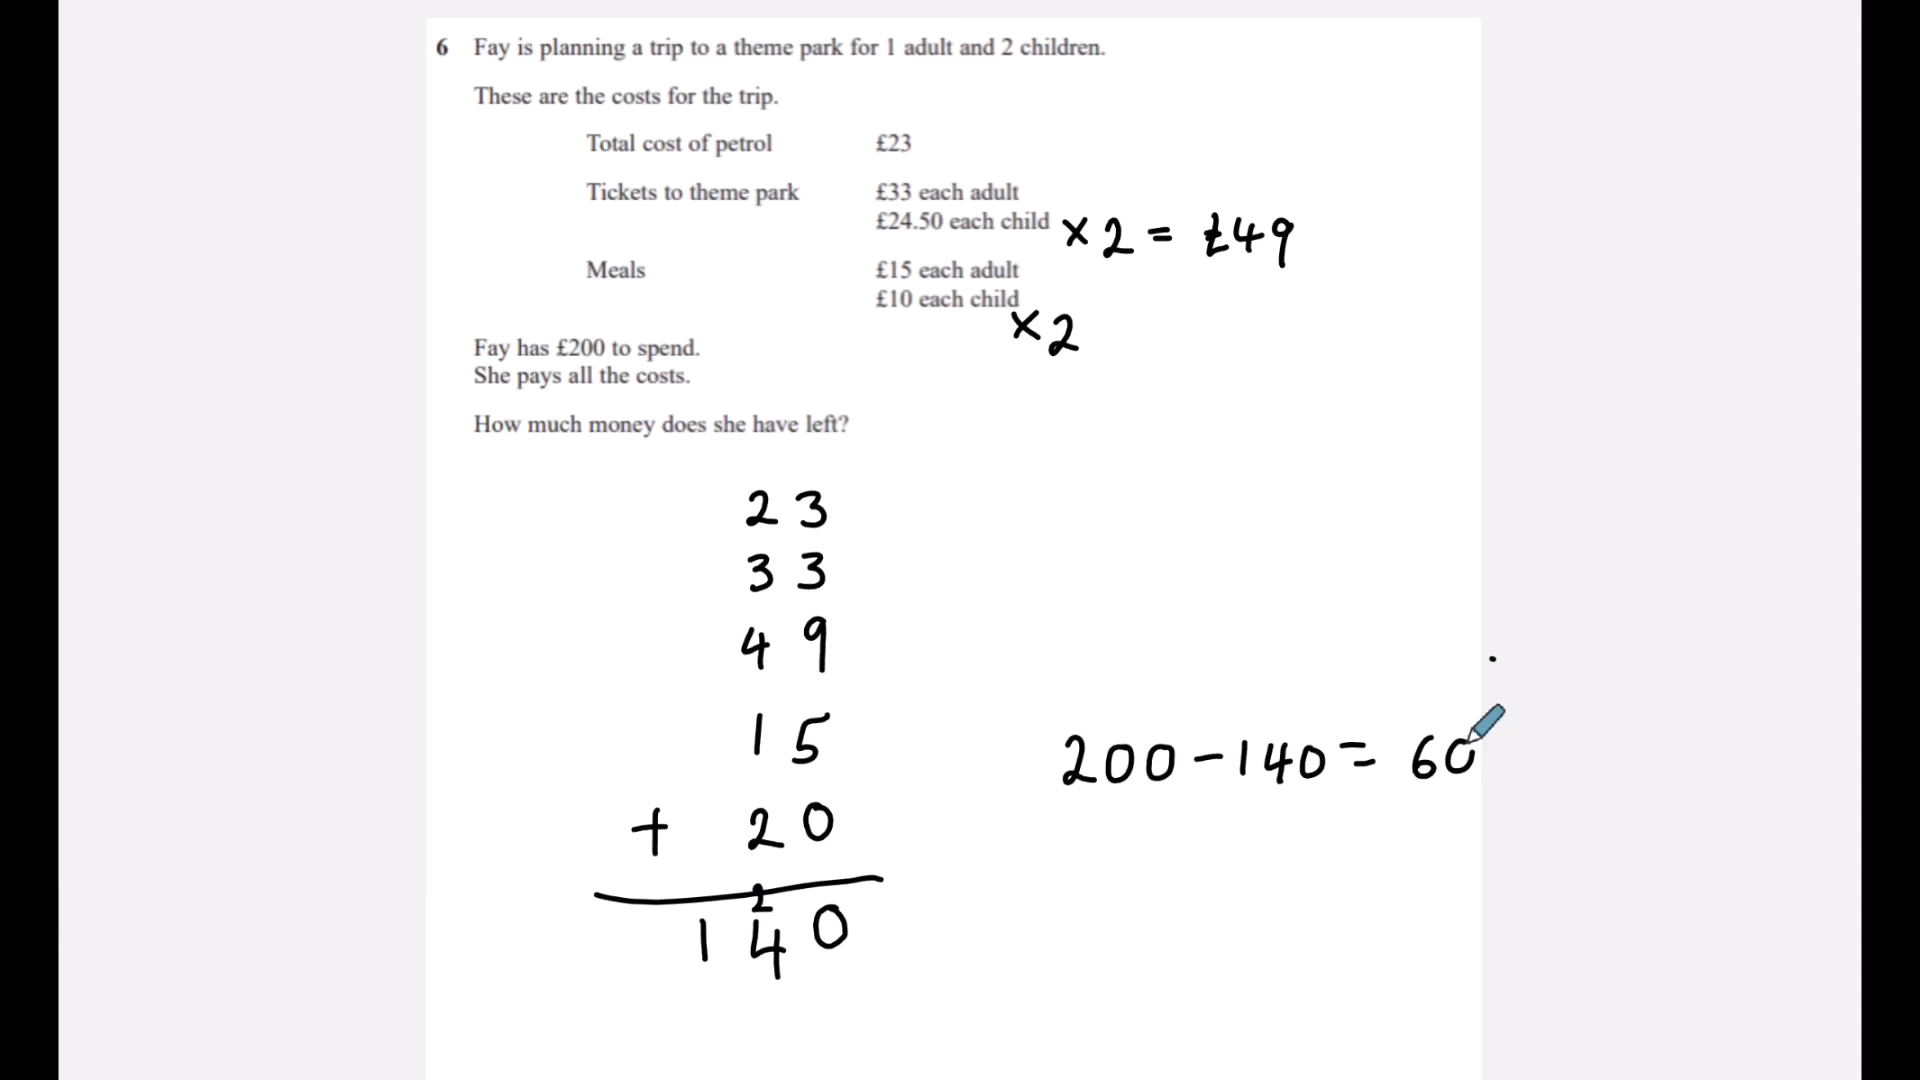 6 Fay is planning a trip to a theme park for 1 adult and 2 children.
These are the costs for the trip.
Total cost of petrol £23
Tickets to theme park £33 each adult
£24.50 each child × 2 = £49
Meals £15 each adult
£10 each child
× 2
Fay has £200 to spend.
She pays all the costs.
How much money does she have left?
23
33
49
15
+ 20
2
140
200 - 140 = 60